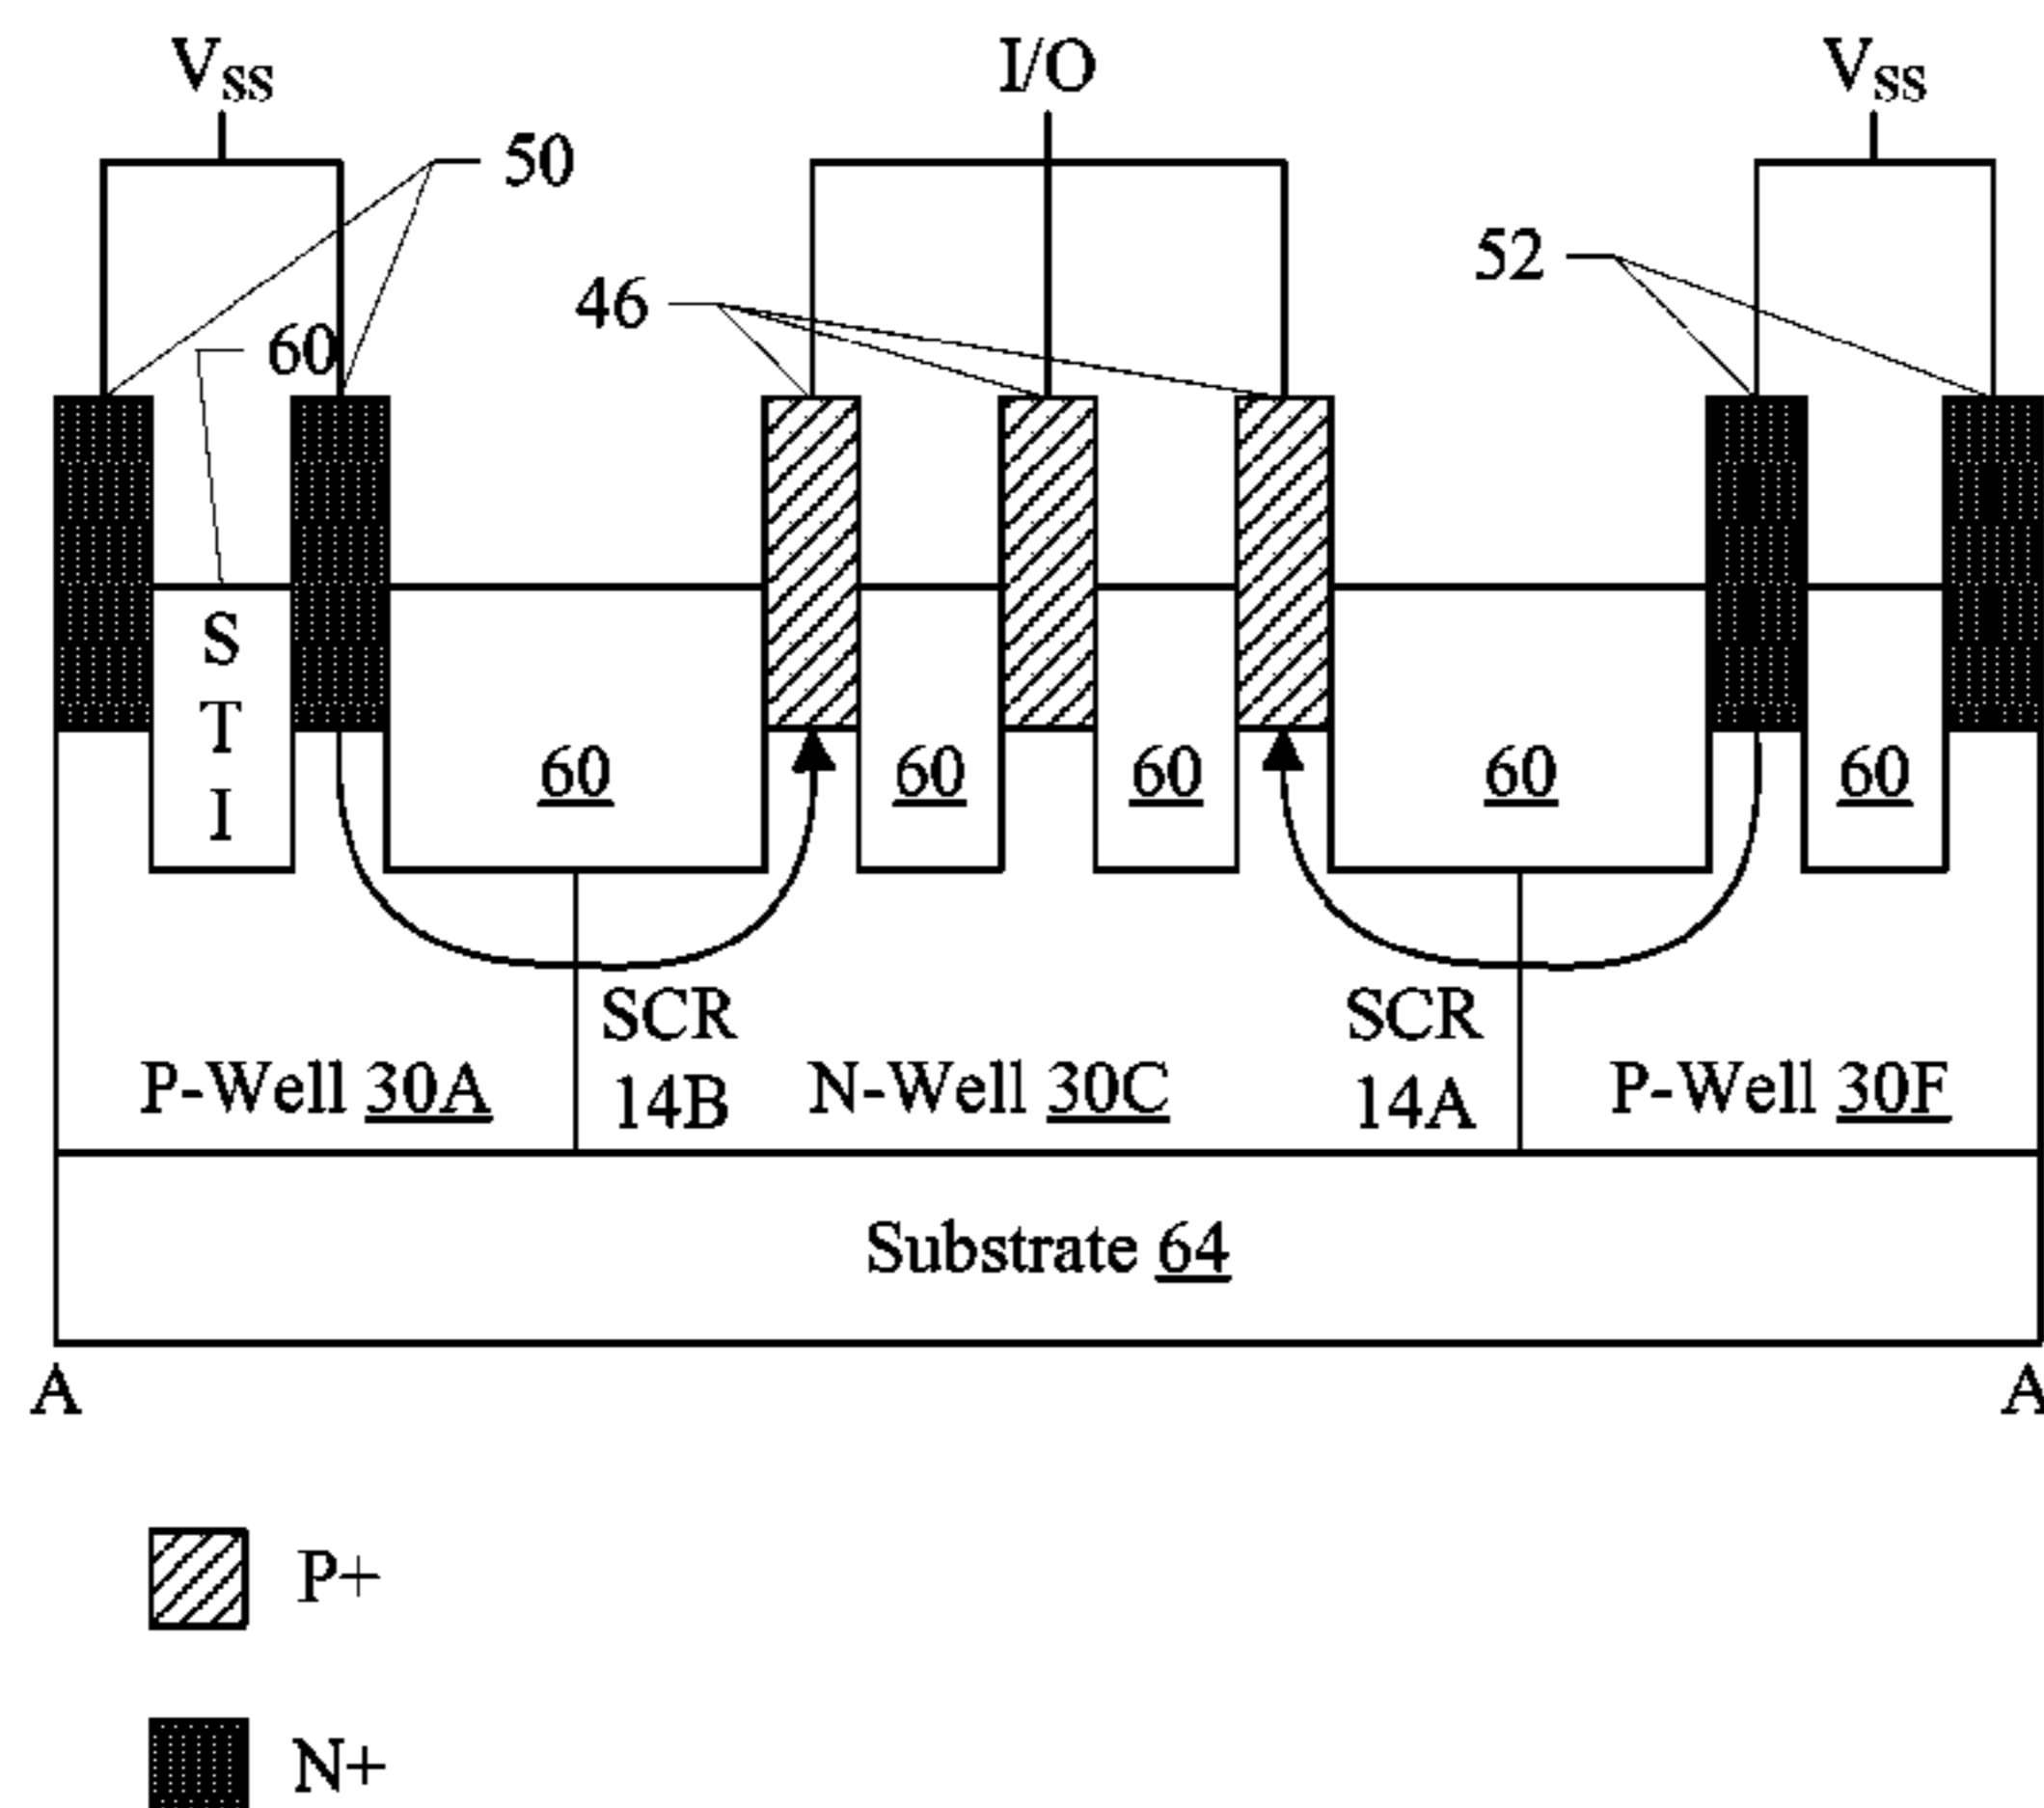 VSS I/O VSS
50
52
46
60
S
T
I
60 60 60 60 60
SCR 14B SCR 14A
P-Well 30A N-Well 30C P-Well 30F
Substrate 64
A A
P+
N+